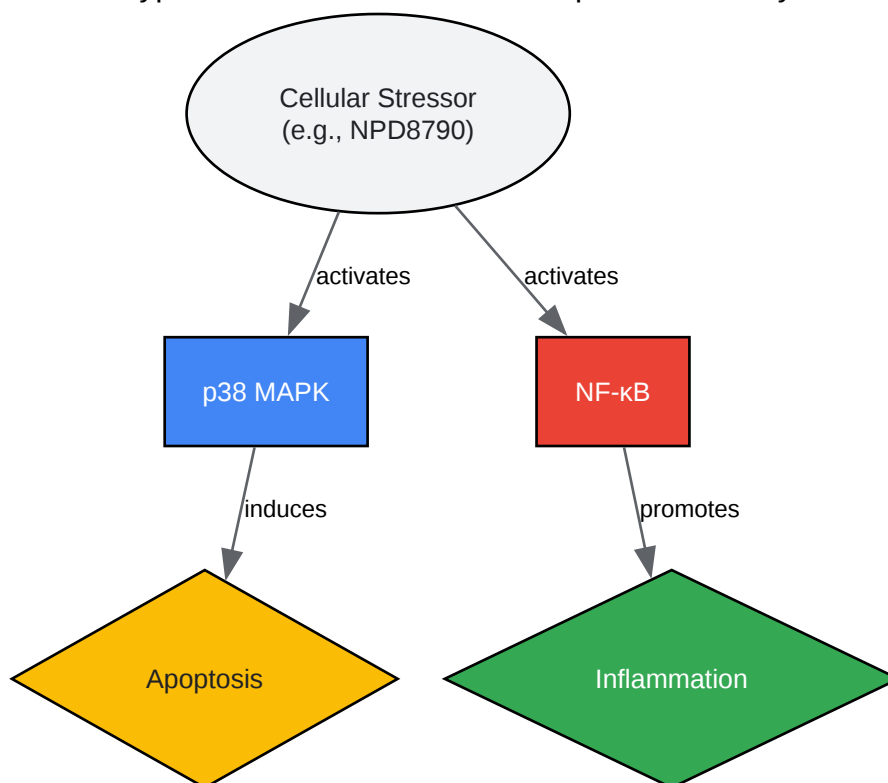 Cellular Stressor
(e.g., NPD8790)
activates
activates
p38 MAPK
NF-κB
induces
promotes
Apoptosis
Inflammation